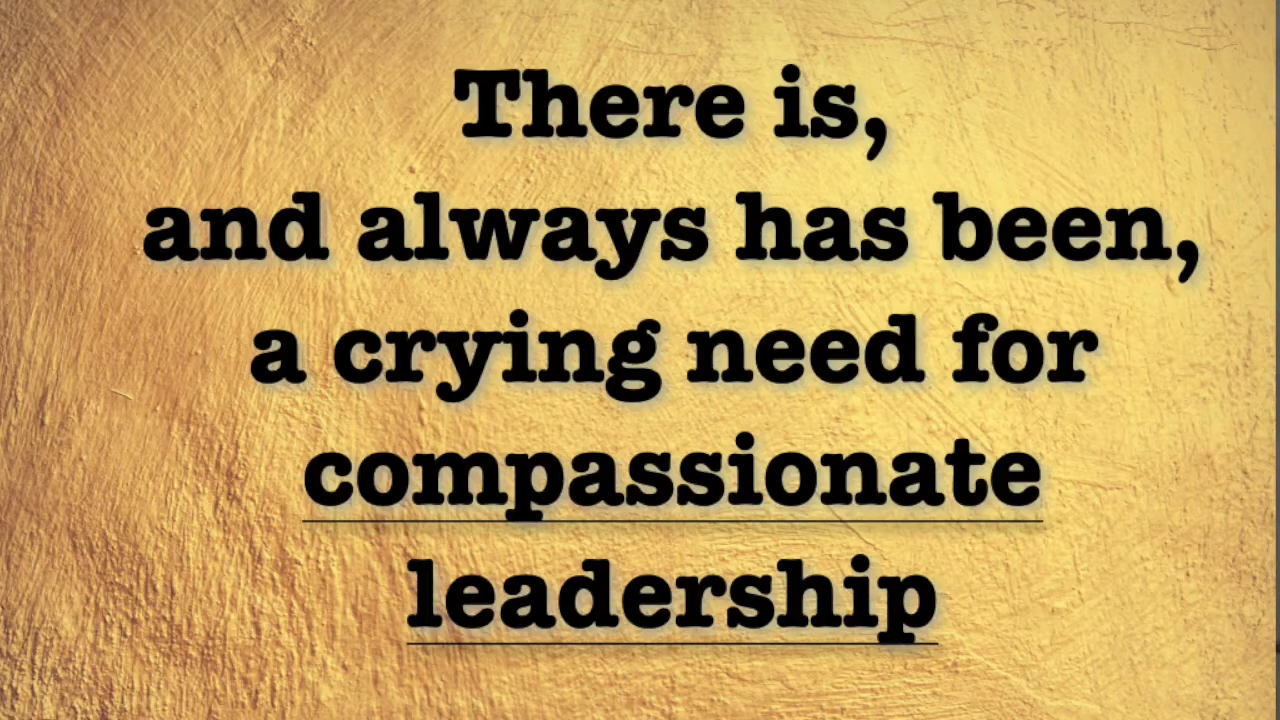 There is,
and always has been,
a crying need for
compassionate
leadership